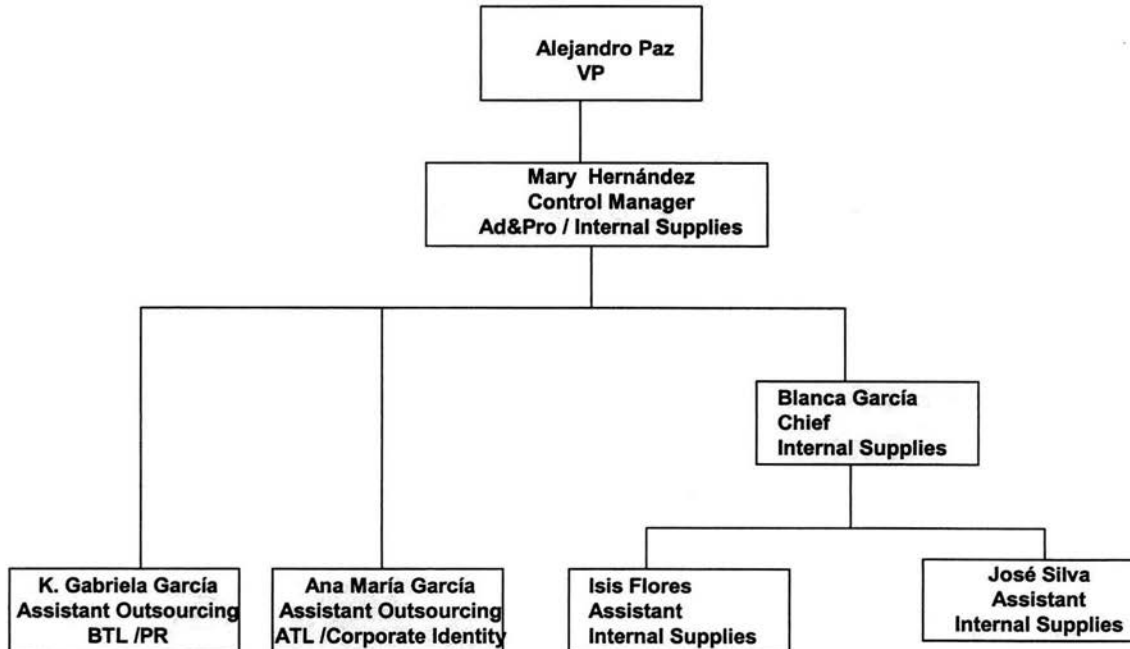 Alejandro Paz
VP
Mary Hernández
Control Manager
Ad&Pro / Internal Supplies
Blanca García
Chief
Internal Supplies
K. Gabriela García
Assistant Outsourcing
BTL /PR
Ana María García
Assistant Outsourcing
ATL /Corporate Identity
Isis Flores
Assistant
Internal Supplies
José Silva
Assistant
Internal Supplies